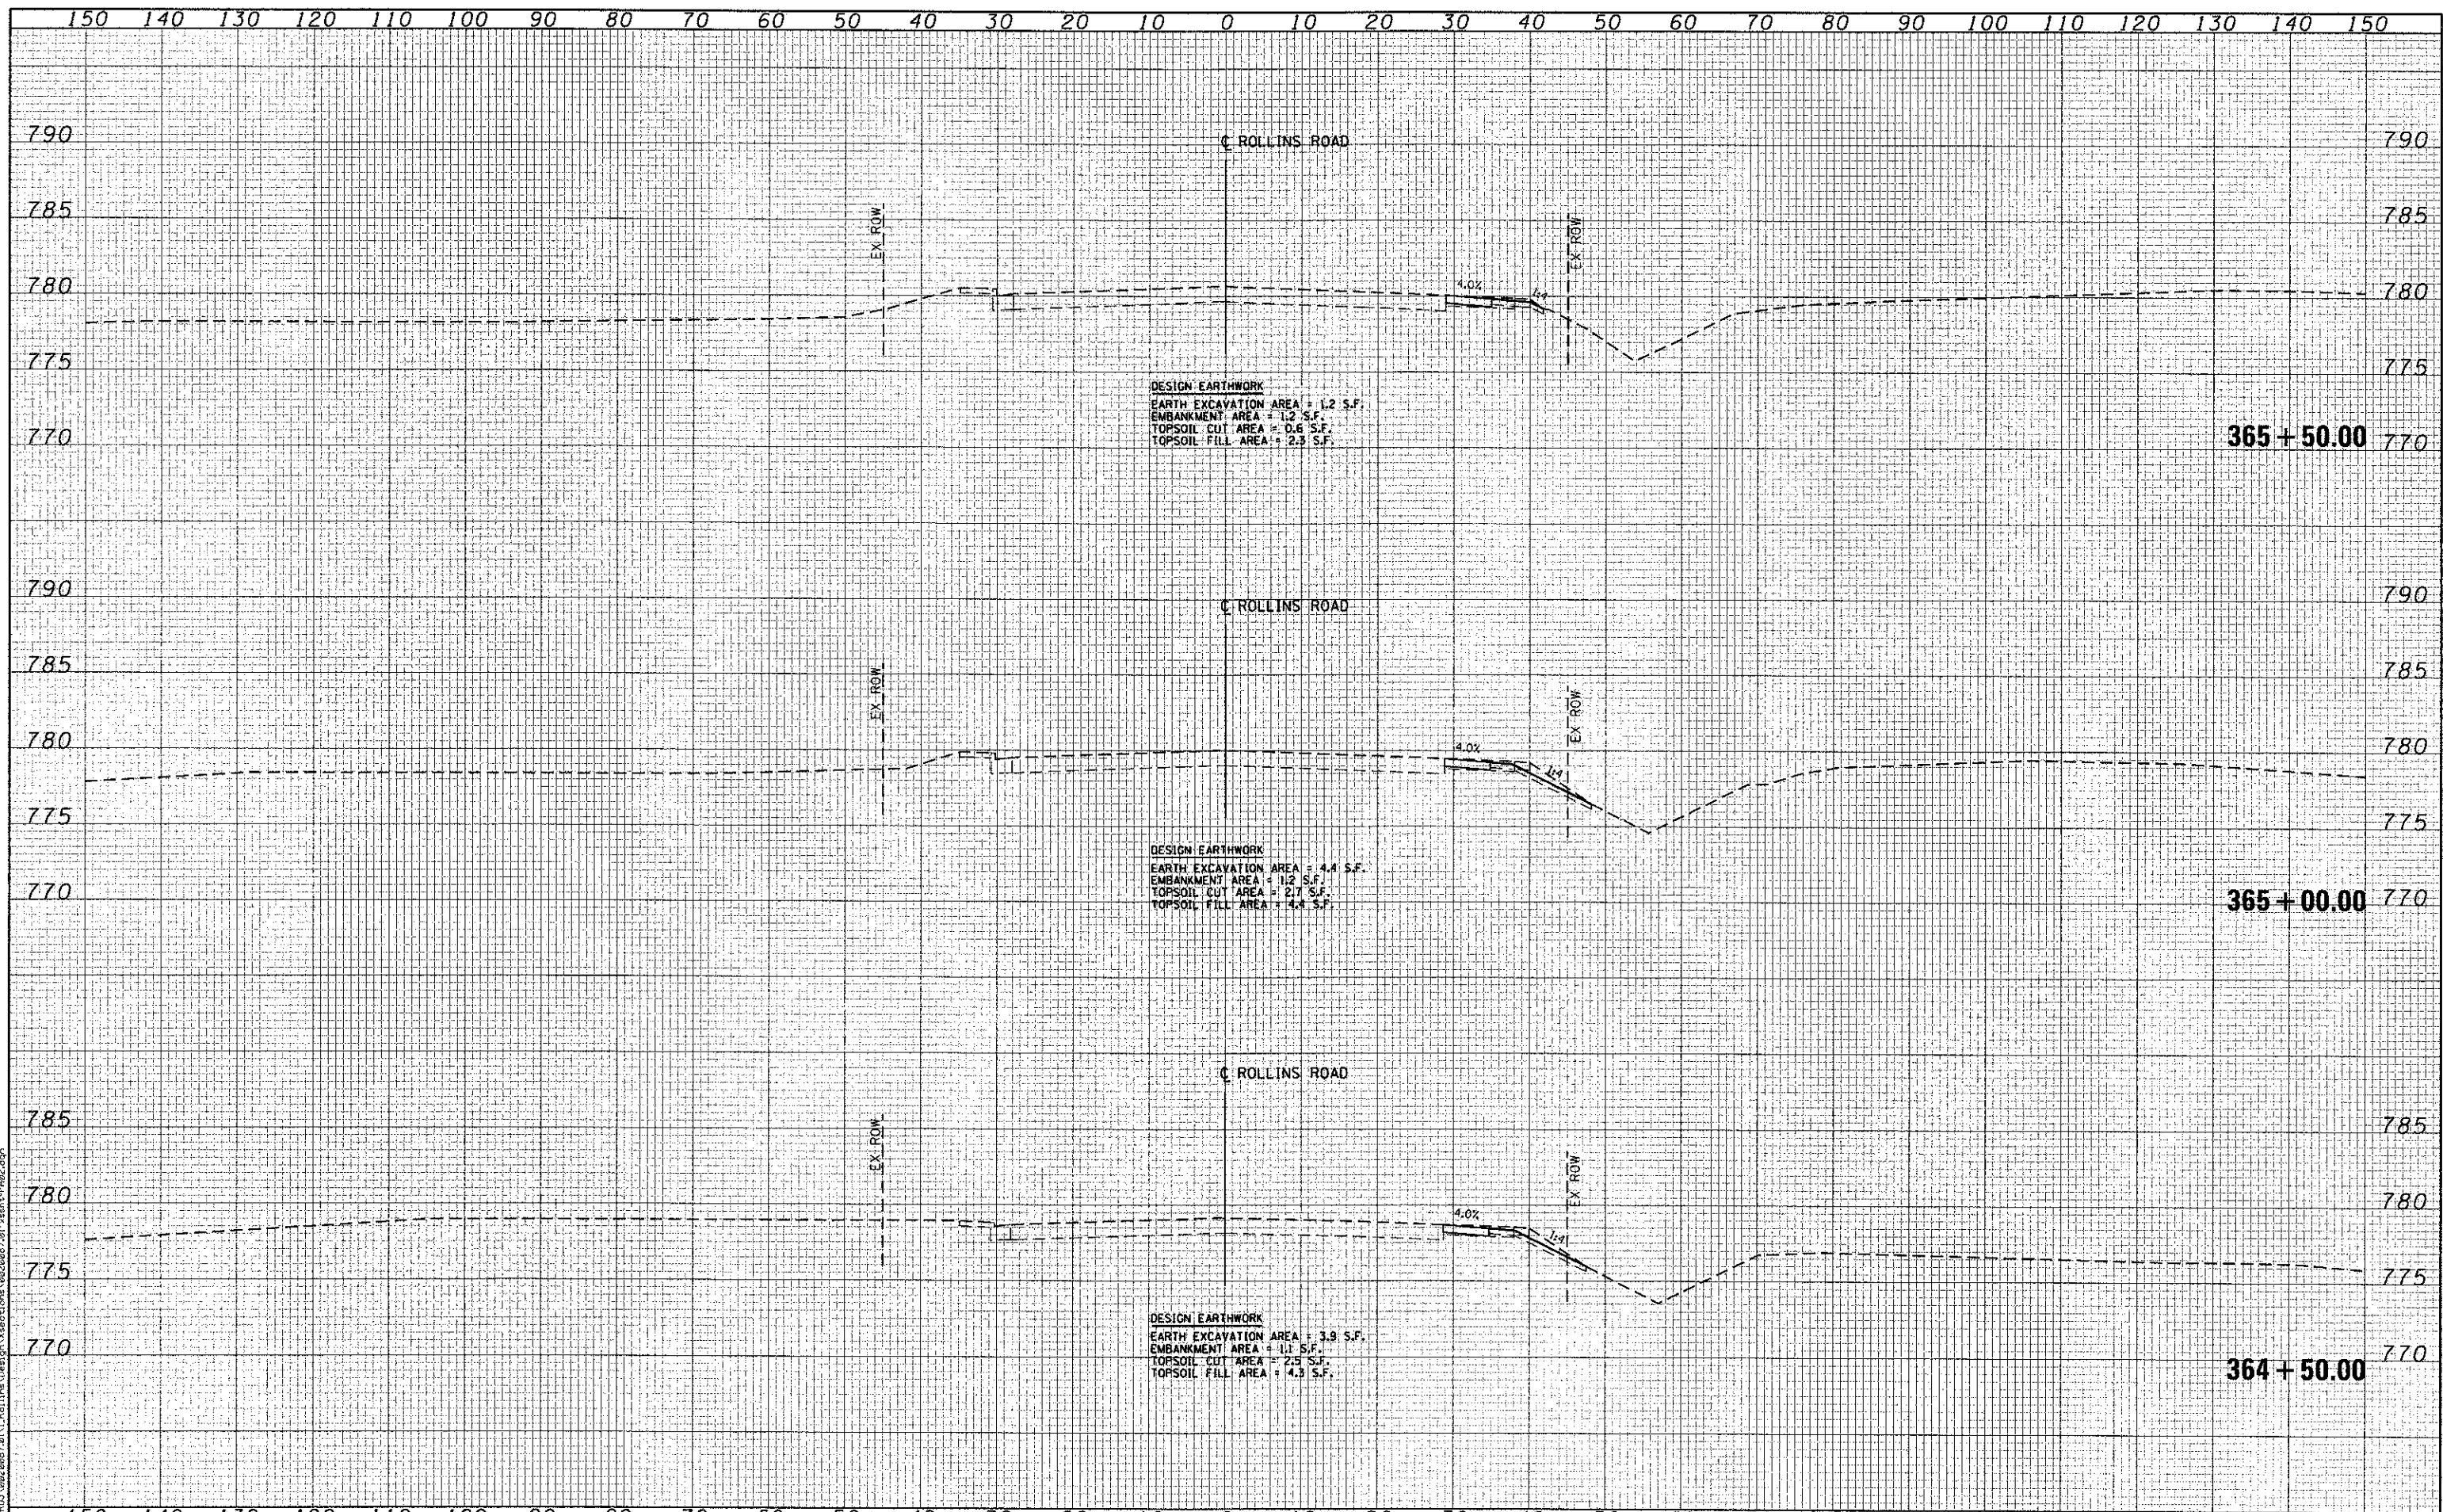 150 140 130 120 110 100 90 80 70 60 50 40 30 20 10 0 10 20 30 40 50 60 70 80 90 100 110 120 130 140 150
790 790
℄ ROLLINS ROAD
785 785
EX ROW
EX ROW
780 780
4.0%
1:4
775 775
DESIGN EARTHWORK
EARTH EXCAVATION AREA = 1.2 S.F.
EMBANKMENT AREA = 1.2 S.F.
TOPSOIL CUT AREA = 0.6 S.F.
TOPSOIL FILL AREA = 2.3 S.F.
770 770
365+50.00
790 790
℄ ROLLINS ROAD
785 785
EX ROW
EX ROW
780 780
4.0%
1:4
775 775
DESIGN EARTHWORK
EARTH EXCAVATION AREA = 4.4 S.F.
EMBANKMENT AREA = 1.2 S.F.
TOPSOIL CUT AREA = 2.7 S.F.
TOPSOIL FILL AREA = 4.4 S.F.
770 770
365+00.00
℄ ROLLINS ROAD
785 785
EX ROW
EX ROW
780 780
4.0%
1:4
775 775
DESIGN EARTHWORK
EARTH EXCAVATION AREA = 3.9 S.F.
EMBANKMENT AREA = 1.1 S.F.
TOPSOIL CUT AREA = 2.5 S.F.
TOPSOIL FILL AREA = 4.3 S.F.
770 770
364+50.00